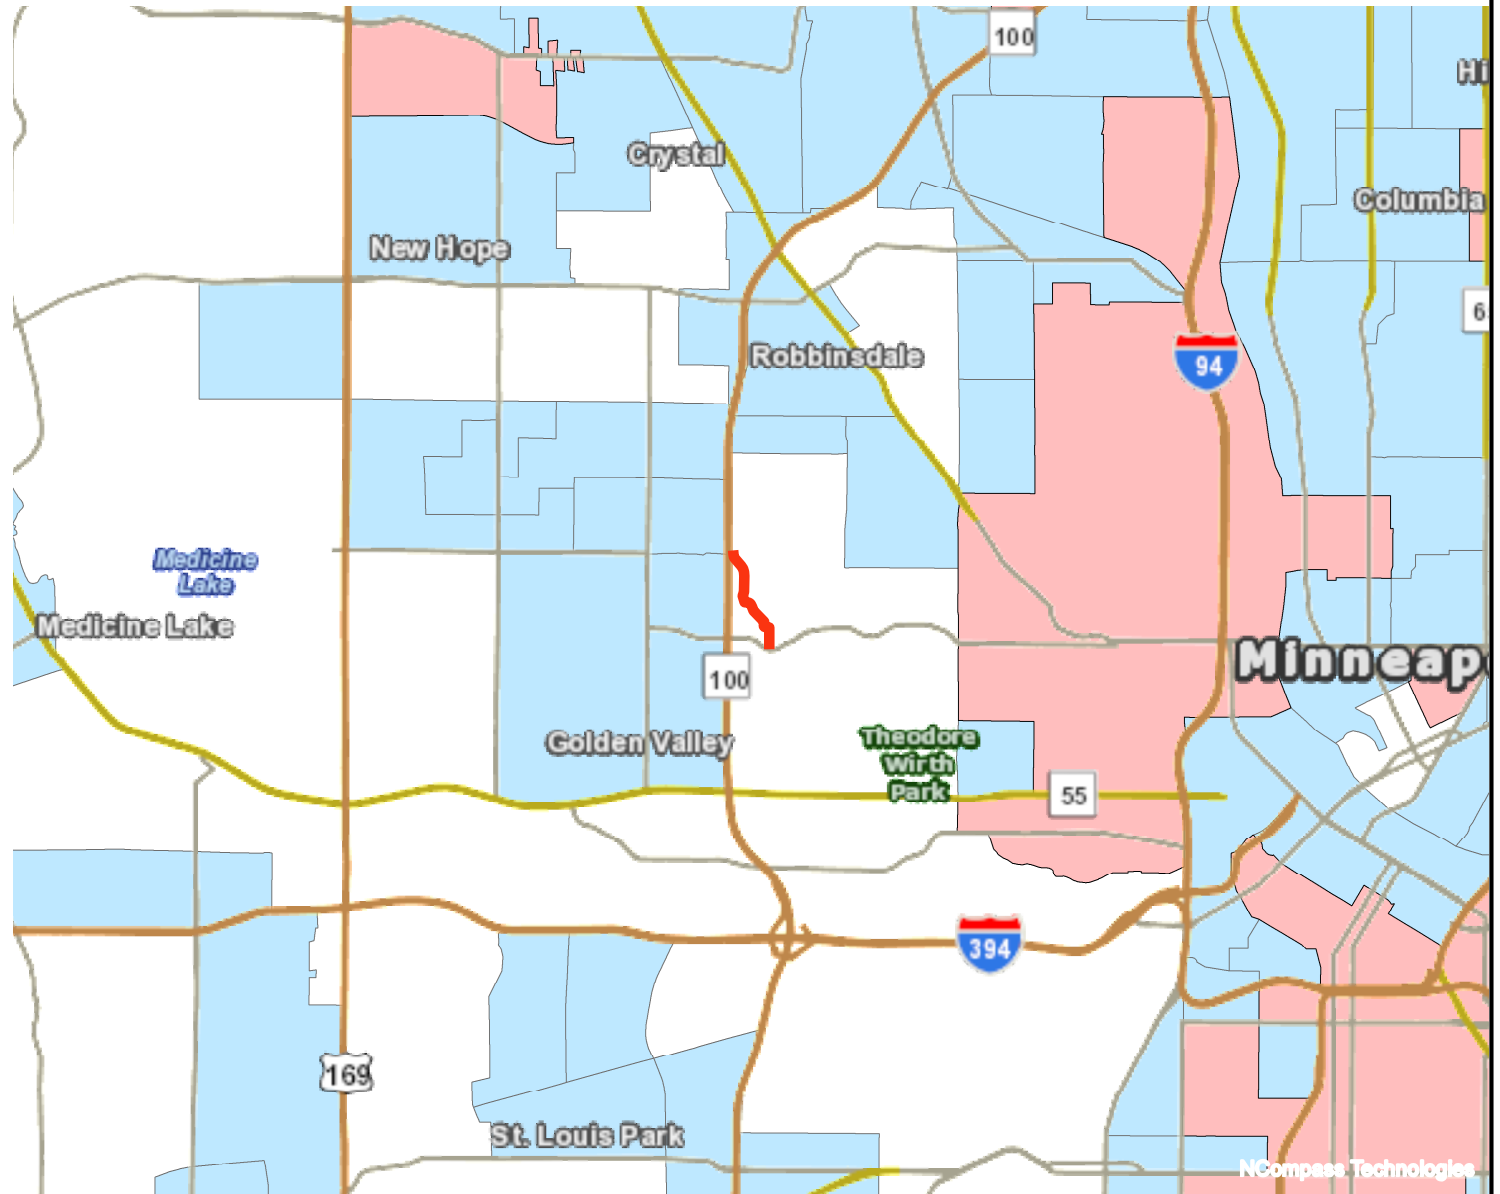 100
Hi
Crystal
Columbia
New Hope
6
Robbinsdale
94
Medicine
Lake
Medicine Lake
Minneap
100
Golden Valley
Theodore
Wirth
Park
55
394
169
St. Louis Park
NCompass Technologies